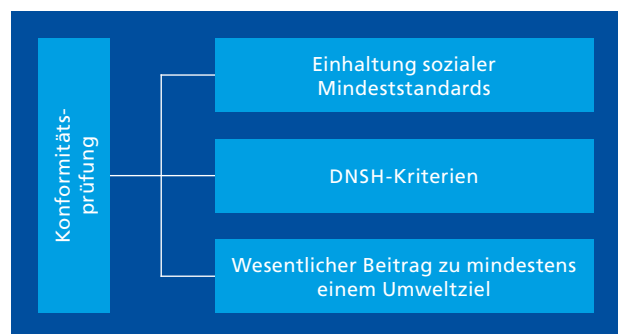 Konformitäts-
prüfung
Einhaltung sozialer
Mindeststandards
DNSH-Kriterien
Wesentlicher Beitrag zu mindestens
einem Umweltziel